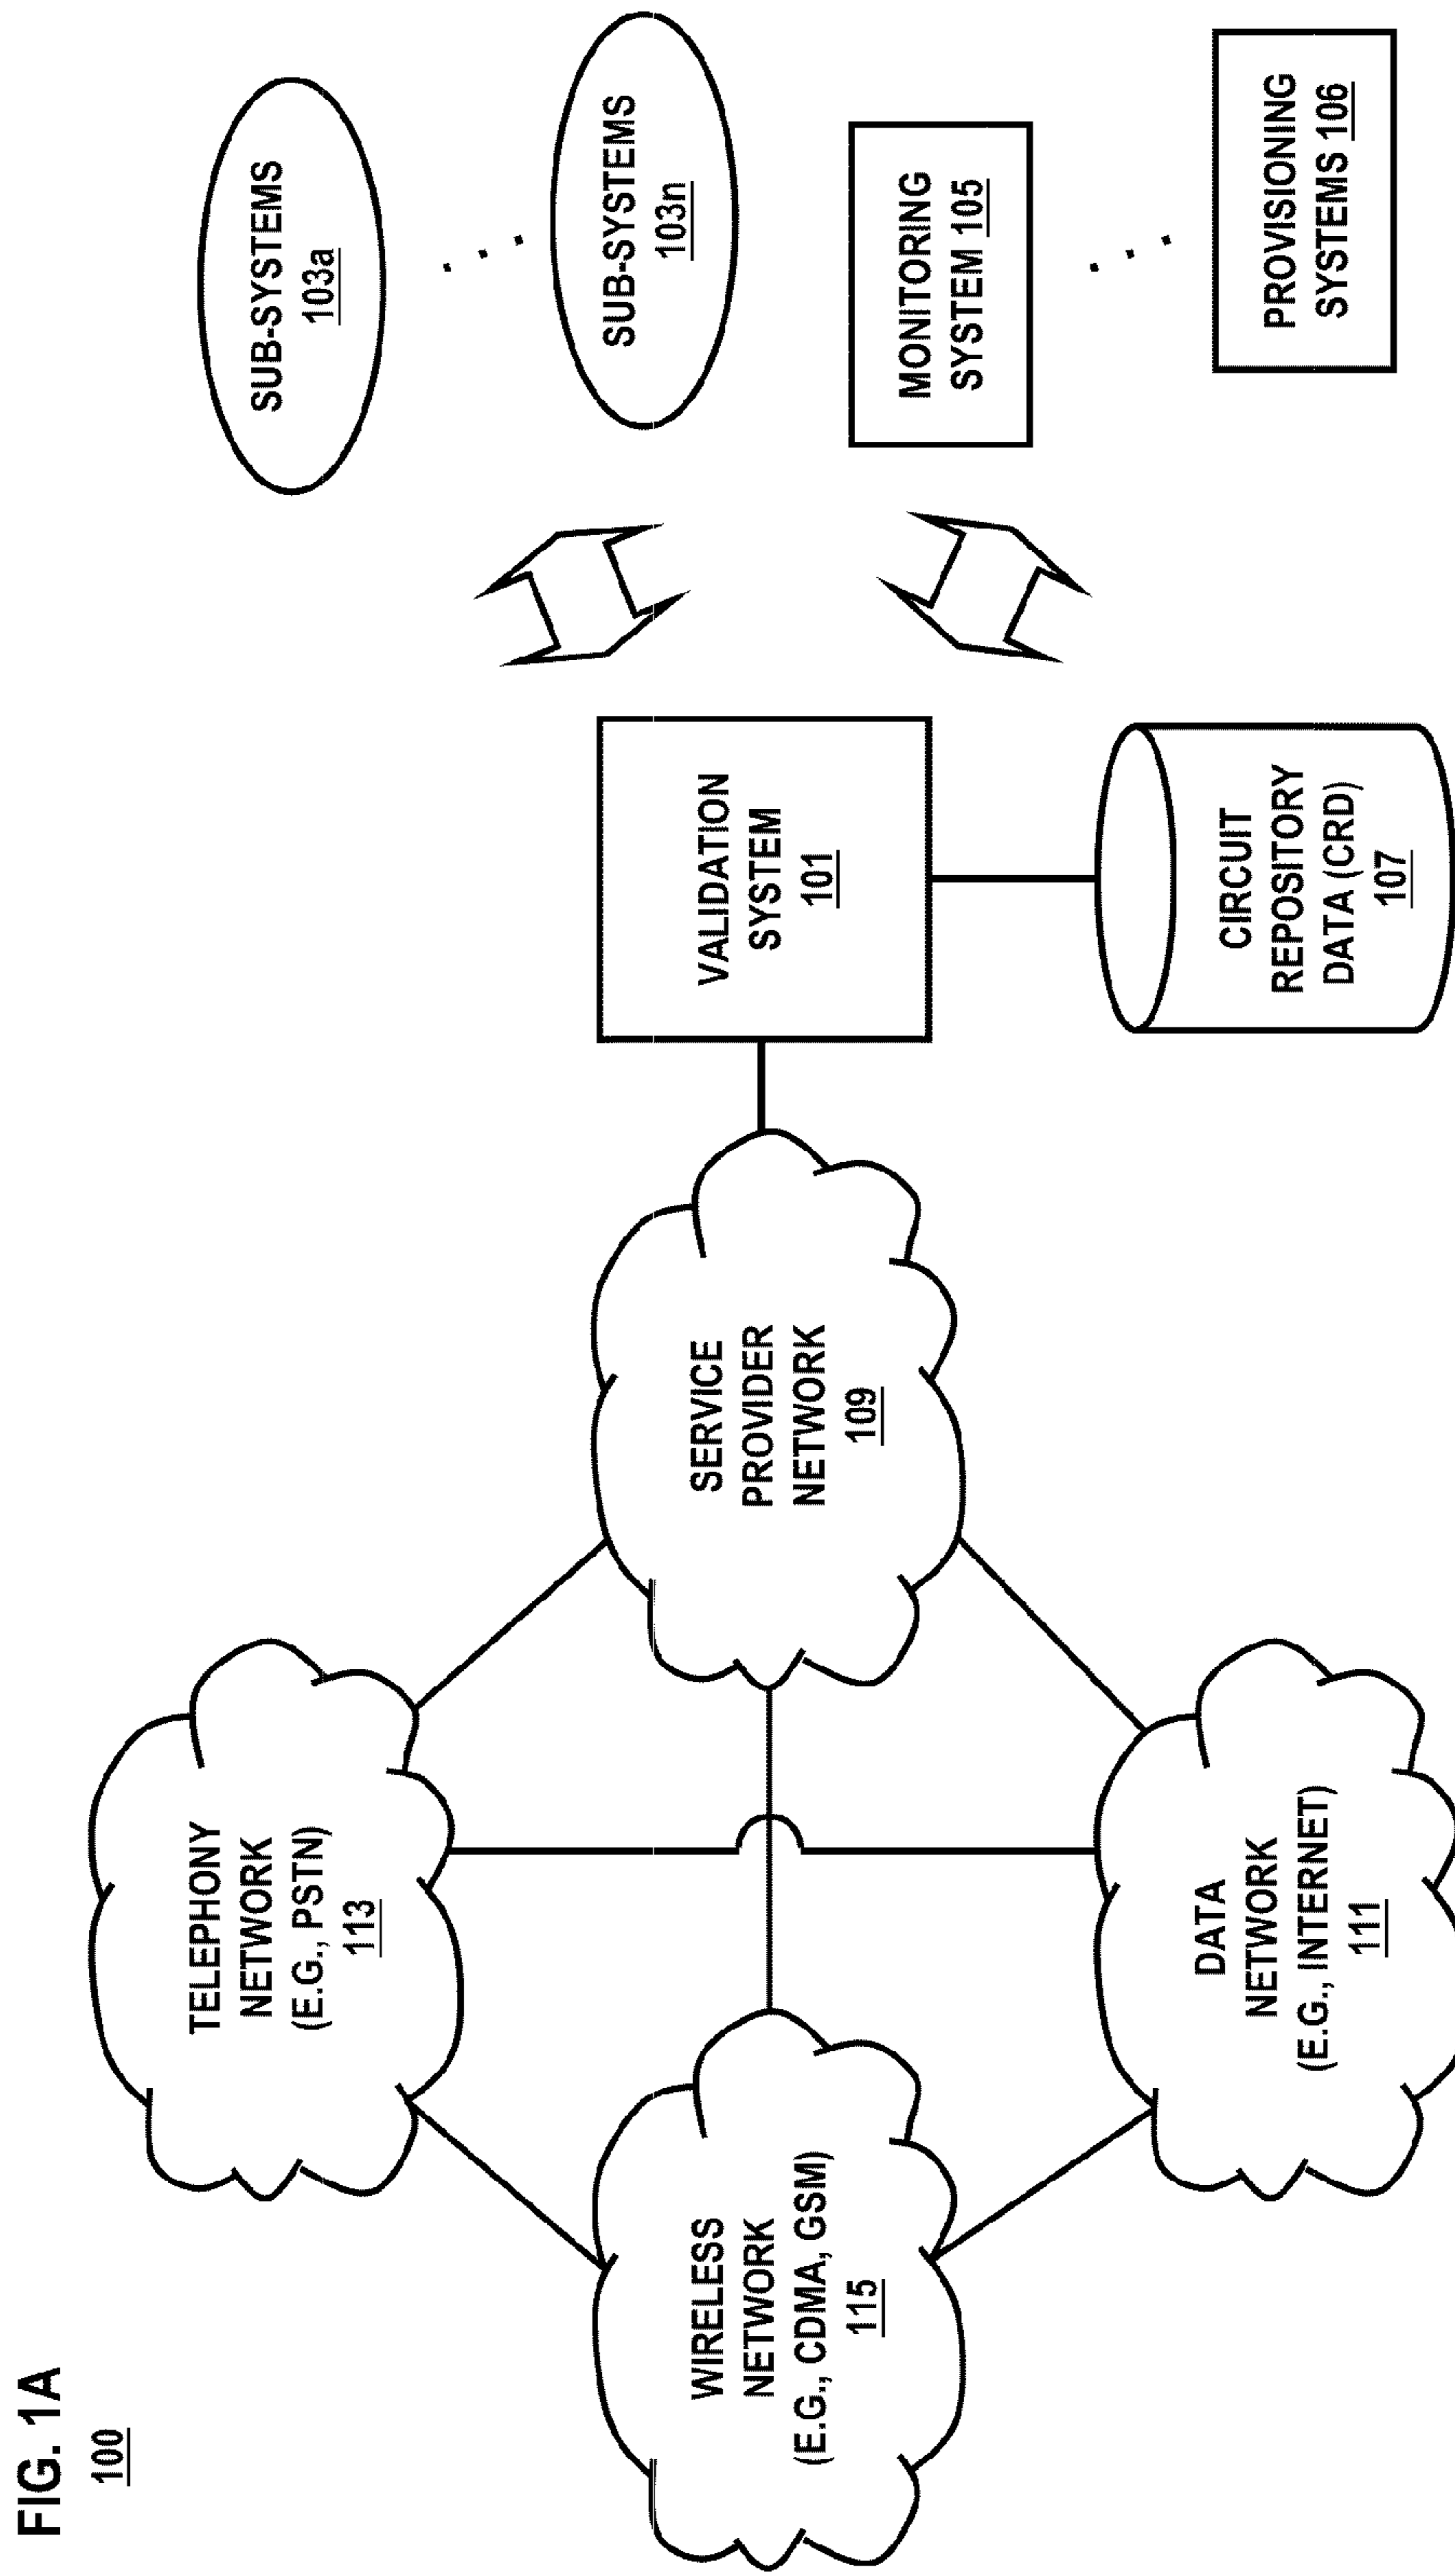 FIG. 1A
100
TELEPHONY
NETWORK
(E.G., PSTN)
113
WIRELESS
NETWORK
(E.G., CDMA, GSM)
115
SERVICE
PROVIDER
NETWORK
109
DATA
NETWORK
(E.G., INTERNET)
111
VALIDATION
SYSTEM
101
CIRCUIT
REPOSITORY
DATA (CRD)
107
SUB-SYSTEMS
103a
SUB-SYSTEMS
103n
MONITORING
SYSTEM 105
PROVISIONING
SYSTEMS 106